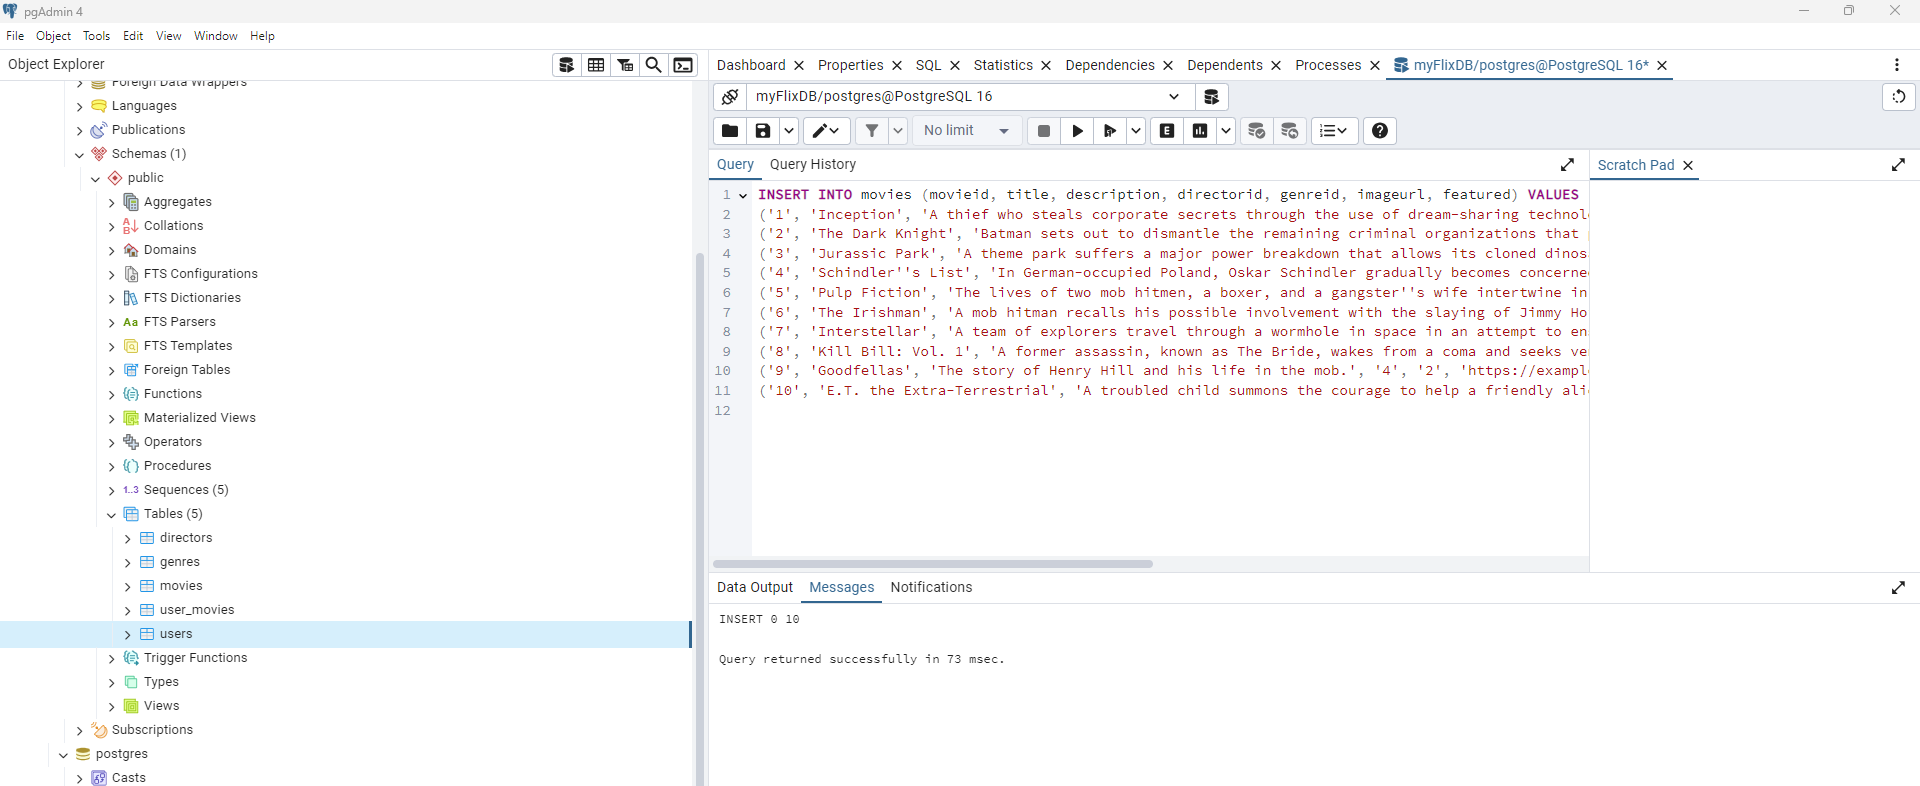 pgAdmin 4
File Object Tools Edit View Window Help
Object Explorer
Foreign Data Wrappers
Languages
Publications
Schemas (1)
public
Aggregates
Collations
Domains
FTS Configurations
FTS Dictionaries
Aa FTS Parsers
FTS Templates
Foreign Tables
Functions
Materialized Views
Operators
Procedures
1..3 Sequences (5)
Tables (5)
directors
genres
movies
user_movies
users
Trigger Functions
Types
Views
Subscriptions
postgres
Casts
Dashboard Properties SQL Statistics Dependencies Dependents Processes myFlixDB/postgres@PostgreSQL 16*
myFlixDB/postgres@PostgreSQL 16
No limit E
Query Query History
1 INSERT INTO movies (movieid, title, description, directorid, genreid, imageurl, featured) VALUES
2 ('1', 'Inception', 'A thief who steals corporate secrets through the use of dream-sharing technol
3 ('2', 'The Dark Knight', 'Batman sets out to dismantle the remaining criminal organizations that
4 ('3', 'Jurassic Park', 'A theme park suffers a major power breakdown that allows its cloned dinos
5 ('4', 'Schindler''s List', 'In German-occupied Poland, Oskar Schindler gradually becomes concerne
6 ('5', 'Pulp Fiction', 'The lives of two mob hitmen, a boxer, and a gangster''s wife intertwine in
7 ('6', 'The Irishman', 'A mob hitman recalls his possible involvement with the slaying of Jimmy Ho
8 ('7', 'Interstellar', 'A team of explorers travel through a wormhole in space in an attempt to en
9 ('8', 'Kill Bill: Vol. 1', 'A former assassin, known as The Bride, wakes from a coma and seeks ve
10 ('9', 'Goodfellas', 'The story of Henry Hill and his life in the mob.', '4', '2', 'https://exampl
11 ('10', 'E.T. the Extra-Terrestrial', 'A troubled child summons the courage to help a friendly ali
12
Scratch Pad
Data Output Messages Notifications
INSERT 0 10
Query returned successfully in 73 msec.